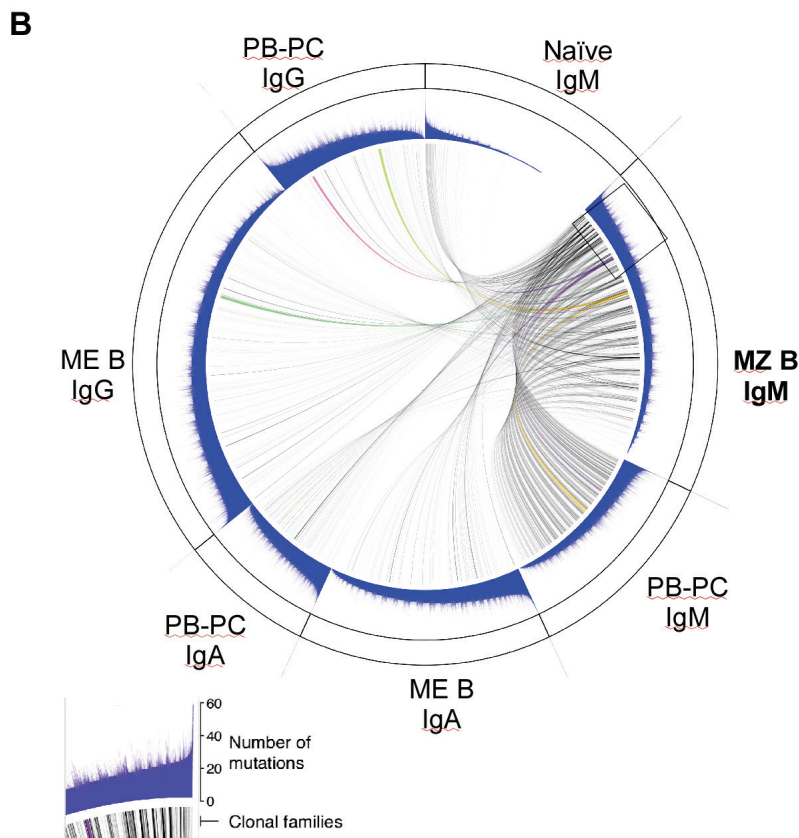 B
PB-PC
IgG
Naïve
IgM
MZ B
IgM
ME B
IgG
PB-PC
IgM
PB-PC
IgA
ME B
IgA
60
40
20
0
Number of
mutations
Clonal families